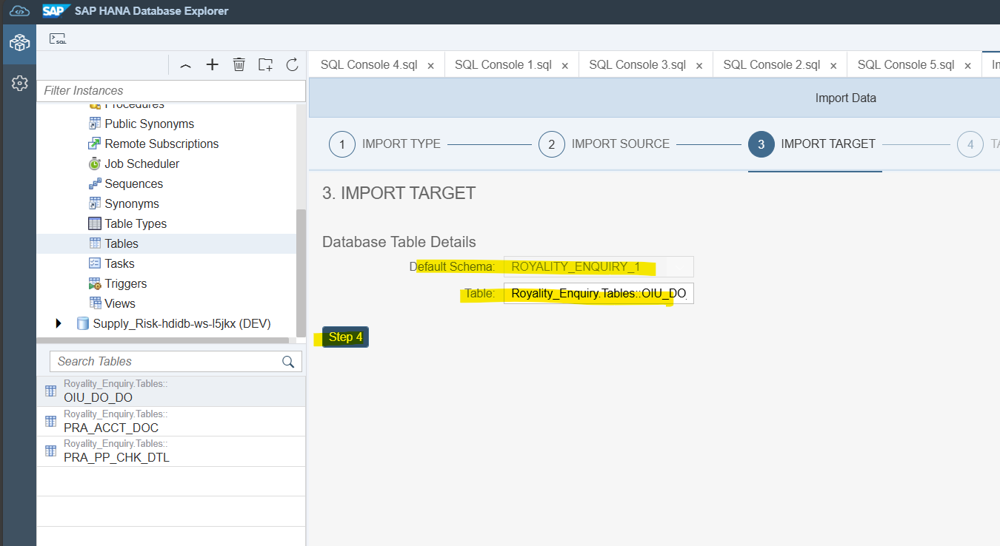 SAP SAP HANA Database Explorer
SQL
SQL Console 4.sql × SQL Console 1.sql × SQL Console 3.sql × SQL Console 2.sql × SQL Console 5.sql ×
Filter Instances
Import Data
Procedures
Public Synonyms
Remote Subscriptions
Job Scheduler
Sequences
Synonyms
Table Types
Tables
Tasks
Triggers
Views
Supply_Risk-hdidb-ws-l5jkx (DEV)
1 IMPORT TYPE 2 IMPORT SOURCE 3 IMPORT TARGET 4
3. IMPORT TARGET
Database Table Details
Default Schema: ROYALITY_ENQUIRY_1
Table: Royality_Enquiry.Tables::OIU_DO
Step 4
Search Tables
Royality_Enquiry.Tables::
OIU_DO_DO
Royality_Enquiry.Tables::
PRA_ACCT_DOC
Royality_Enquiry.Tables::
PRA_PP_CHK_DTL